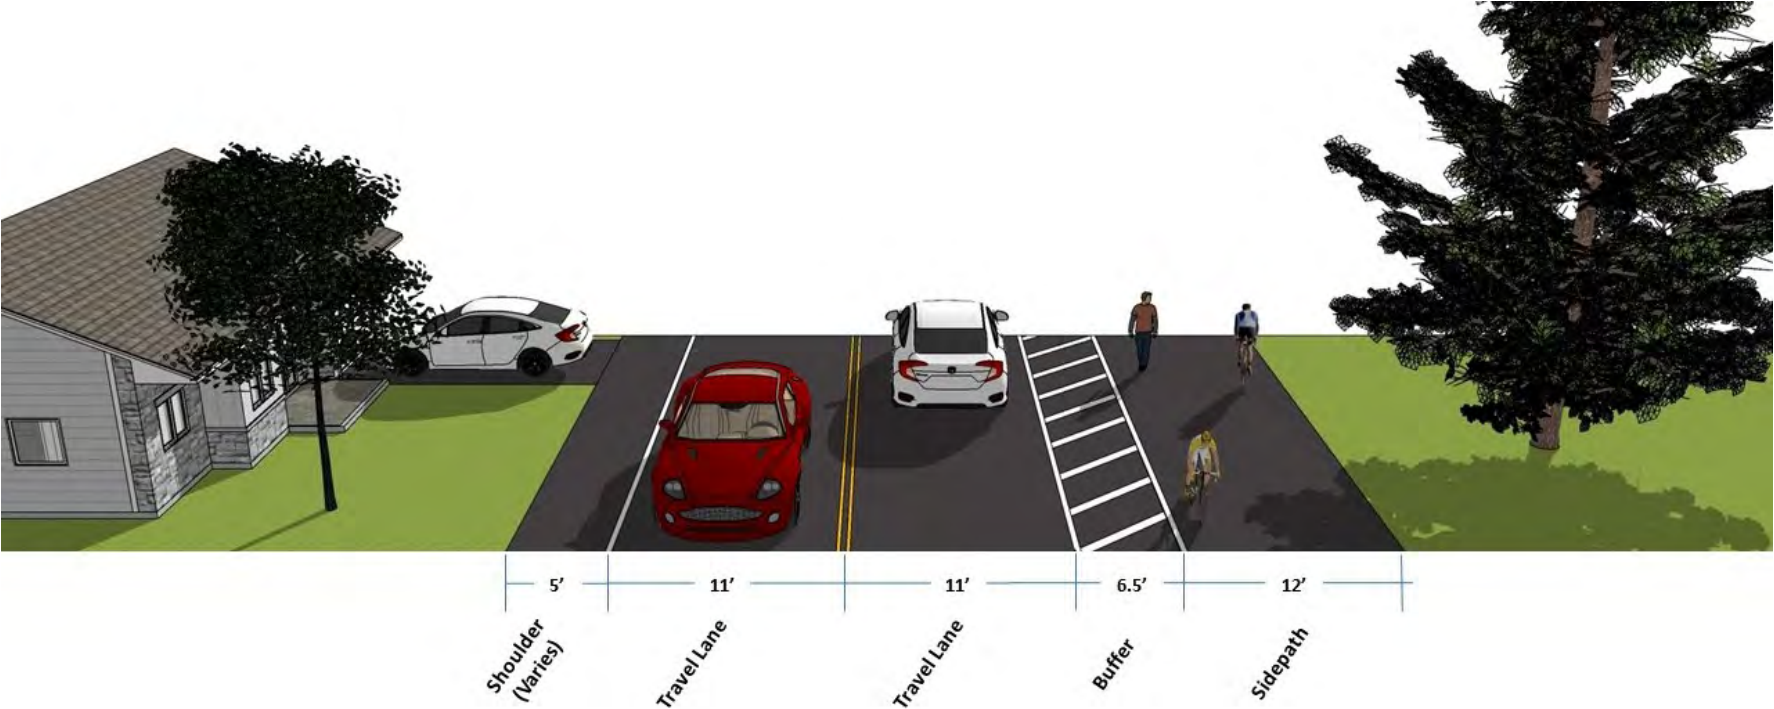 5’
11’
11’
6.5’
12’
Shoulder
(Varies)
Travel Lane
Travel Lane
Buffer
Sidepath